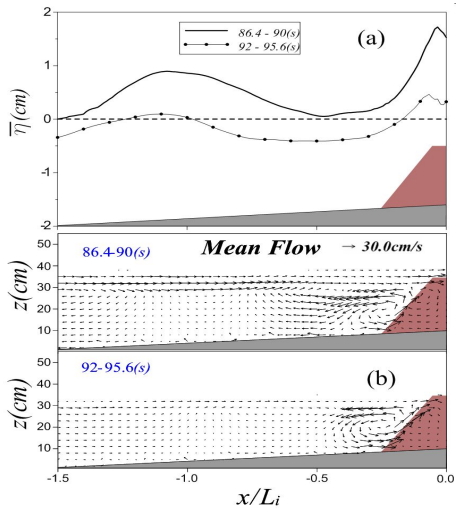 2
86.4 - 90(s)
92 - 95.6(s)
(a)
1
η̅(cm)
0
-1
-2
50
86.4-90(s)
Mean Flow
30.0cm/s
40
z(cm)
30
20
10
50
92-95.6(s)
(b)
40
z(cm)
30
20
10
-1.5 -1.0 -0.5 0.0
x/Li